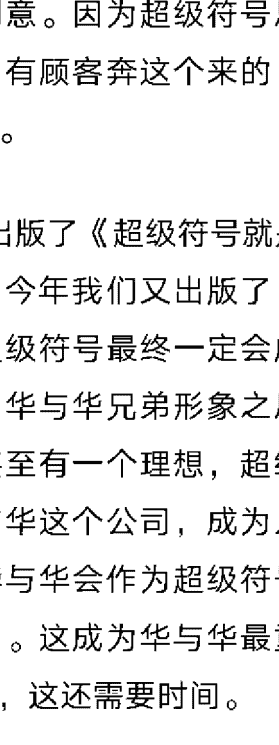 意。因为超级符号
有顾客奔这个来的
。
出版了《超级符号就
今年我们又出版了
级符号最终一定会
华与华兄弟形象之
至有一个理想，超
华这个公司，成为
与华会作为超级符
。这成为华与华最
，这还需要时间。